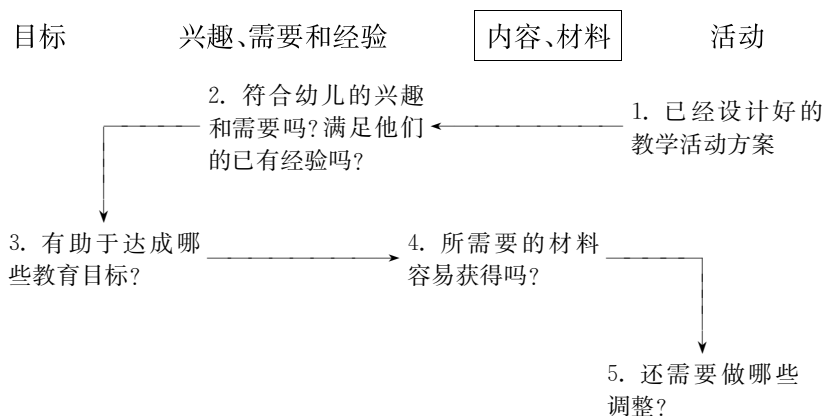 目标 兴趣、需要和经验 内容、材料 活动
2. 符合幼儿的兴趣
和需要吗?满足他们
的已有经验吗?
1. 已经设计好的
教学活动方案
3. 有助于达成哪
些教育目标?
4. 所需要的材料
容易获得吗?
5. 还需要做哪些
调整?